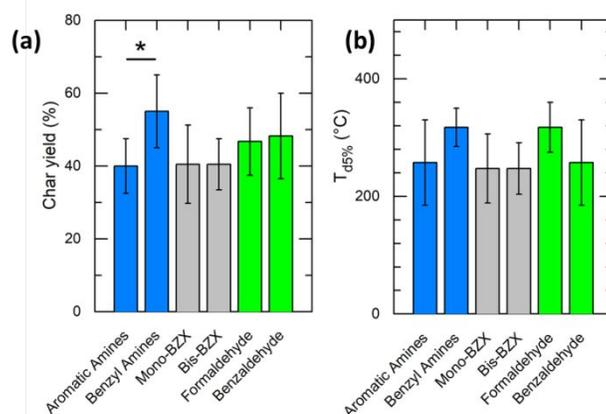 (a)
*
Char yield (%)
80
60
40
20
0
Aromatic Amines
Benzyl Amines
Mono-BZX
Bis-BZX
Formaldehyde
Benzaldehyde
(b)
Td5% (°C)
400
200
0
Aromatic Amines
Benzyl Amines
Mono-BZX
Bis-BZX
Formaldehyde
Benzaldehyde